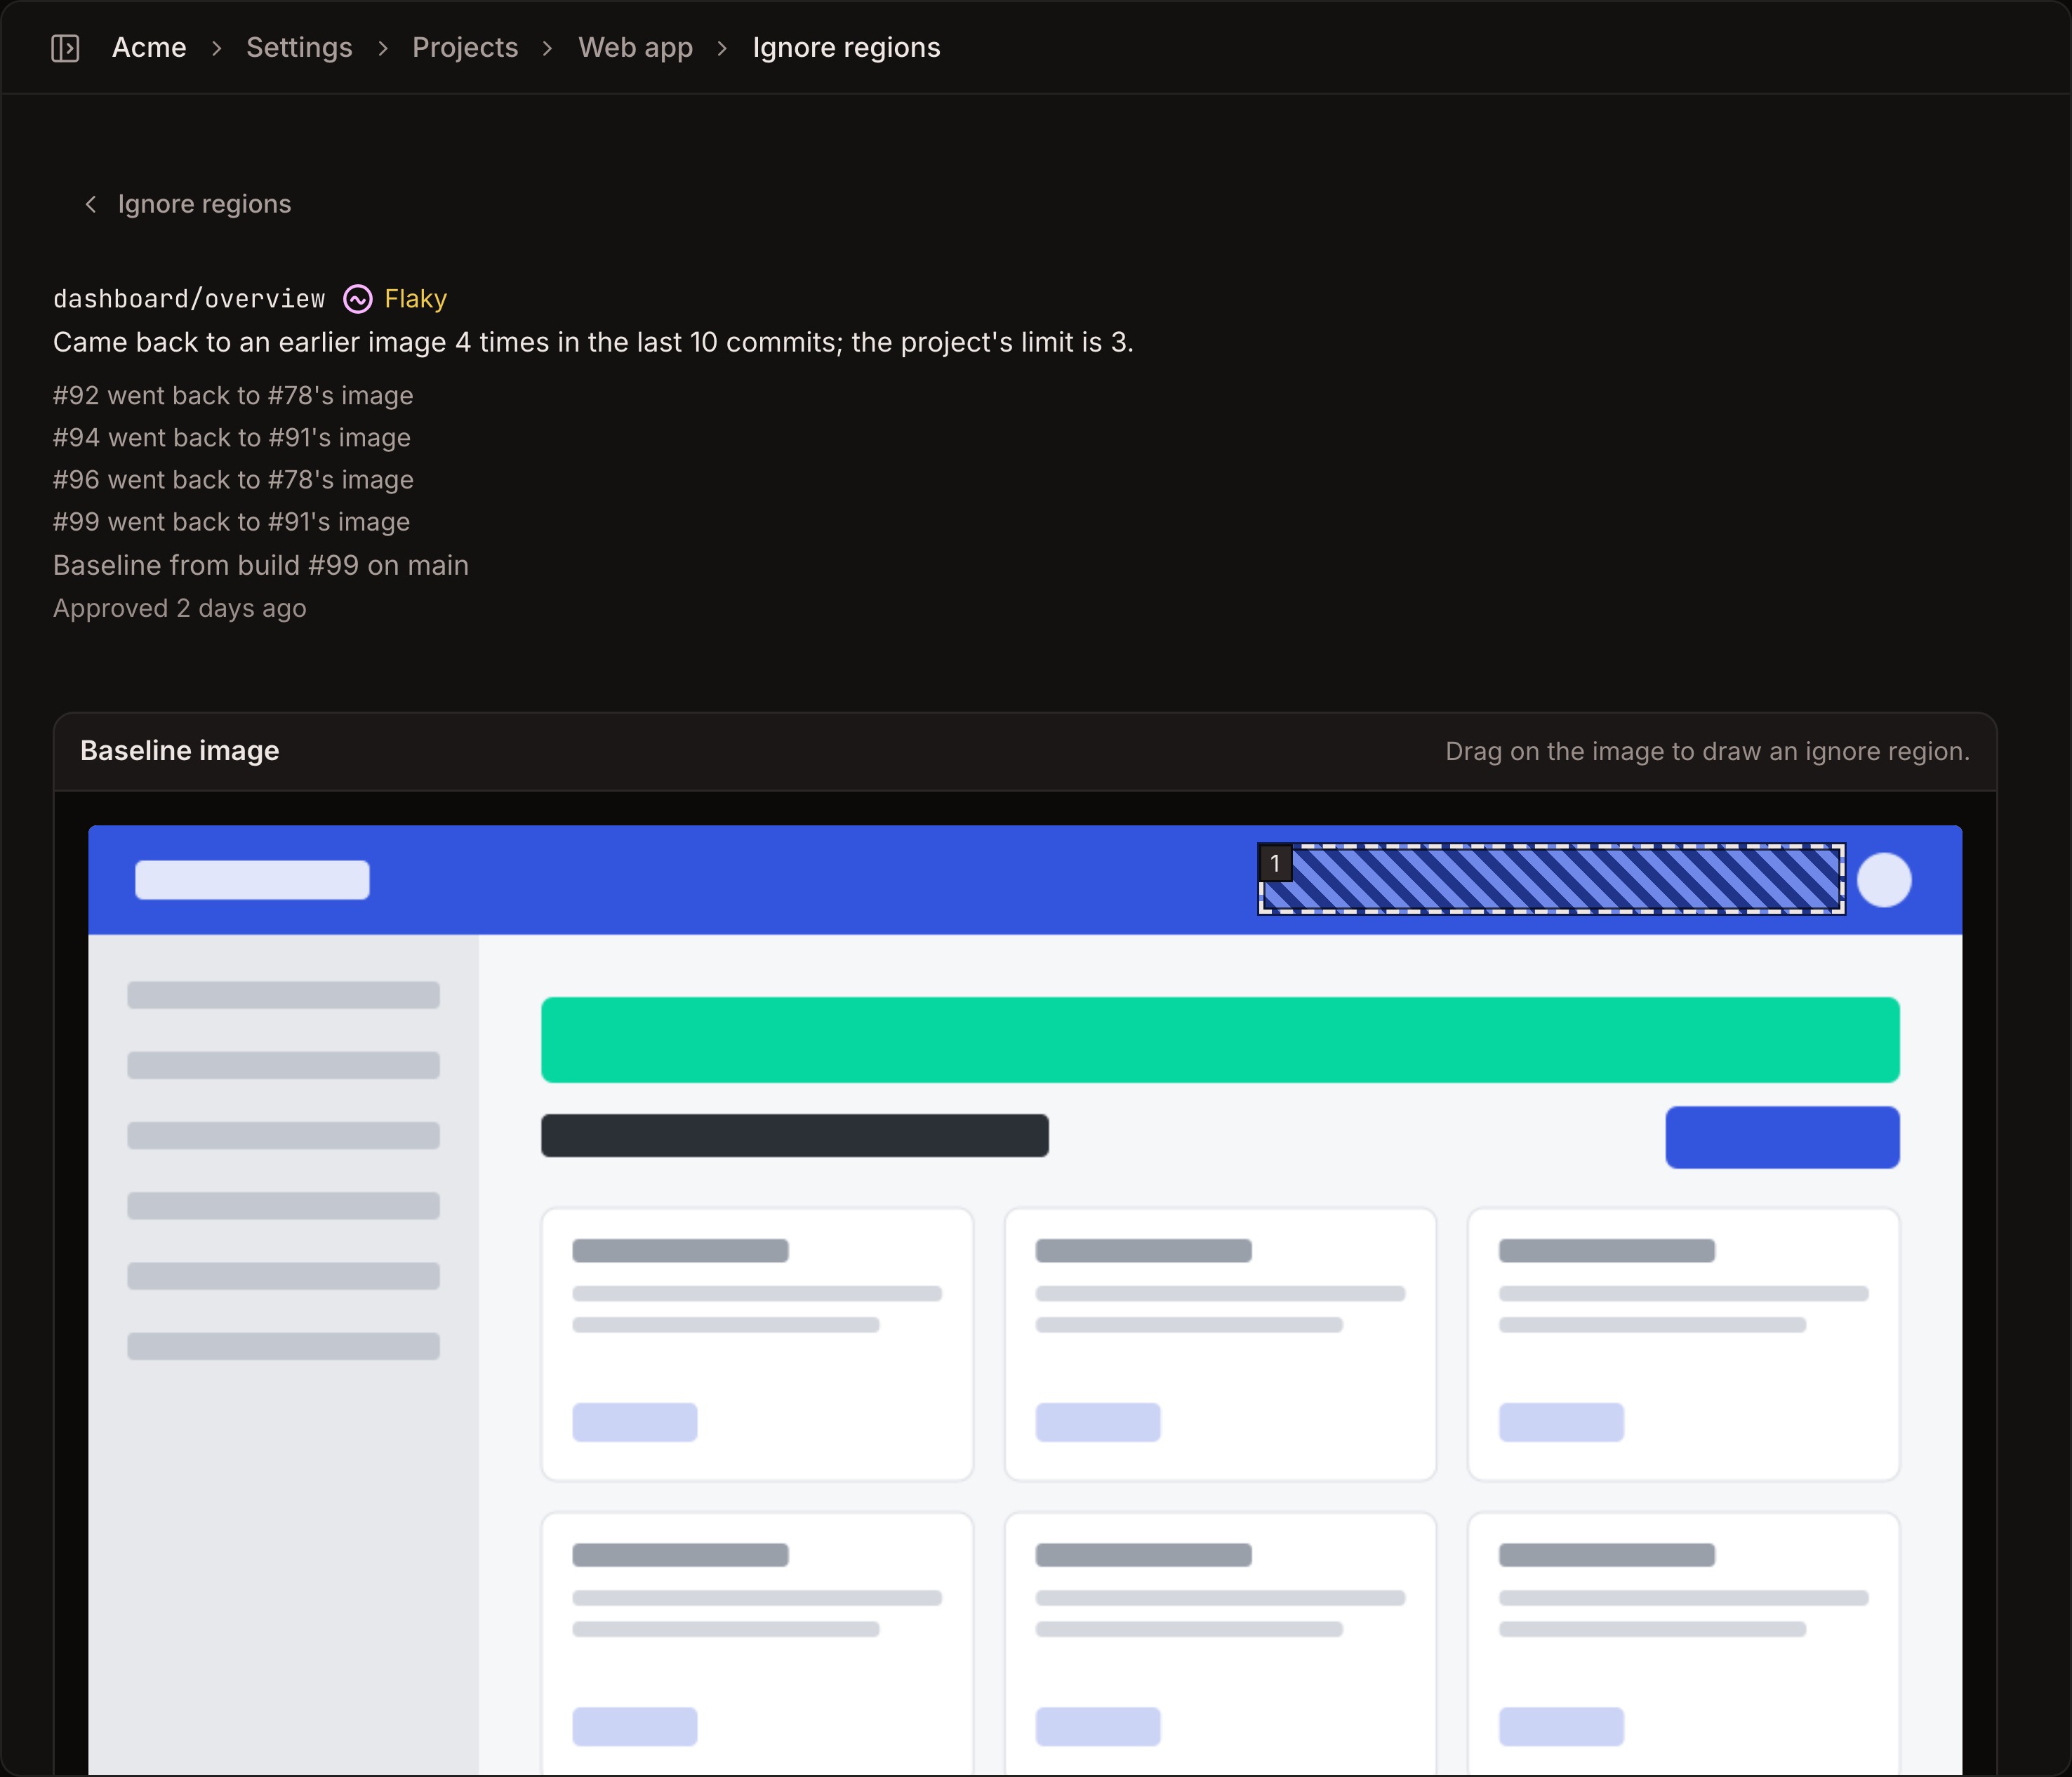 Acme > Settings > Projects > Web app > Ignore regions
Ignore regions
dashboard/overview Flaky
Came back to an earlier image 4 times in the last 10 commits; the project's limit is 3.
#92 went back to #78's image
#94 went back to #91's image
#96 went back to #78's image
#99 went back to #91's image
Baseline from build #99 on main
Approved 2 days ago
Baseline image
Drag on the image to draw an ignore region.
1